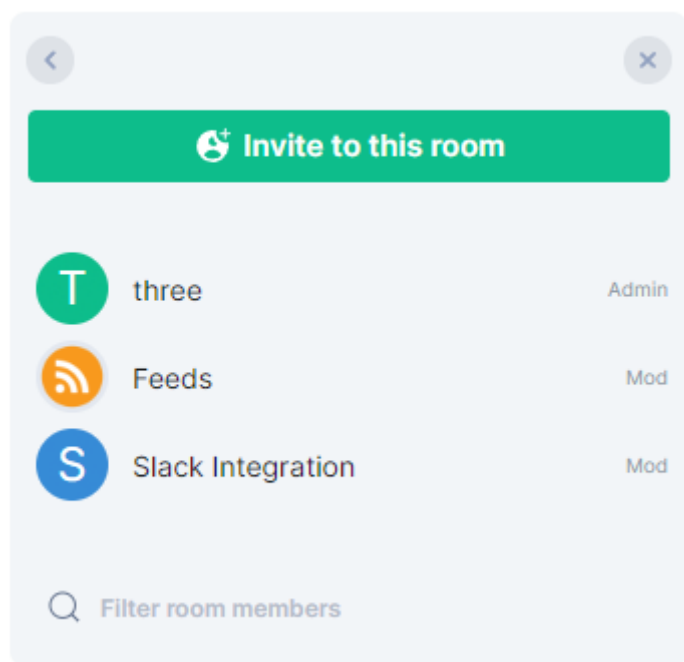 Invite to this room
T three Admin
Feeds Mod
S Slack Integration Mod
Filter room members